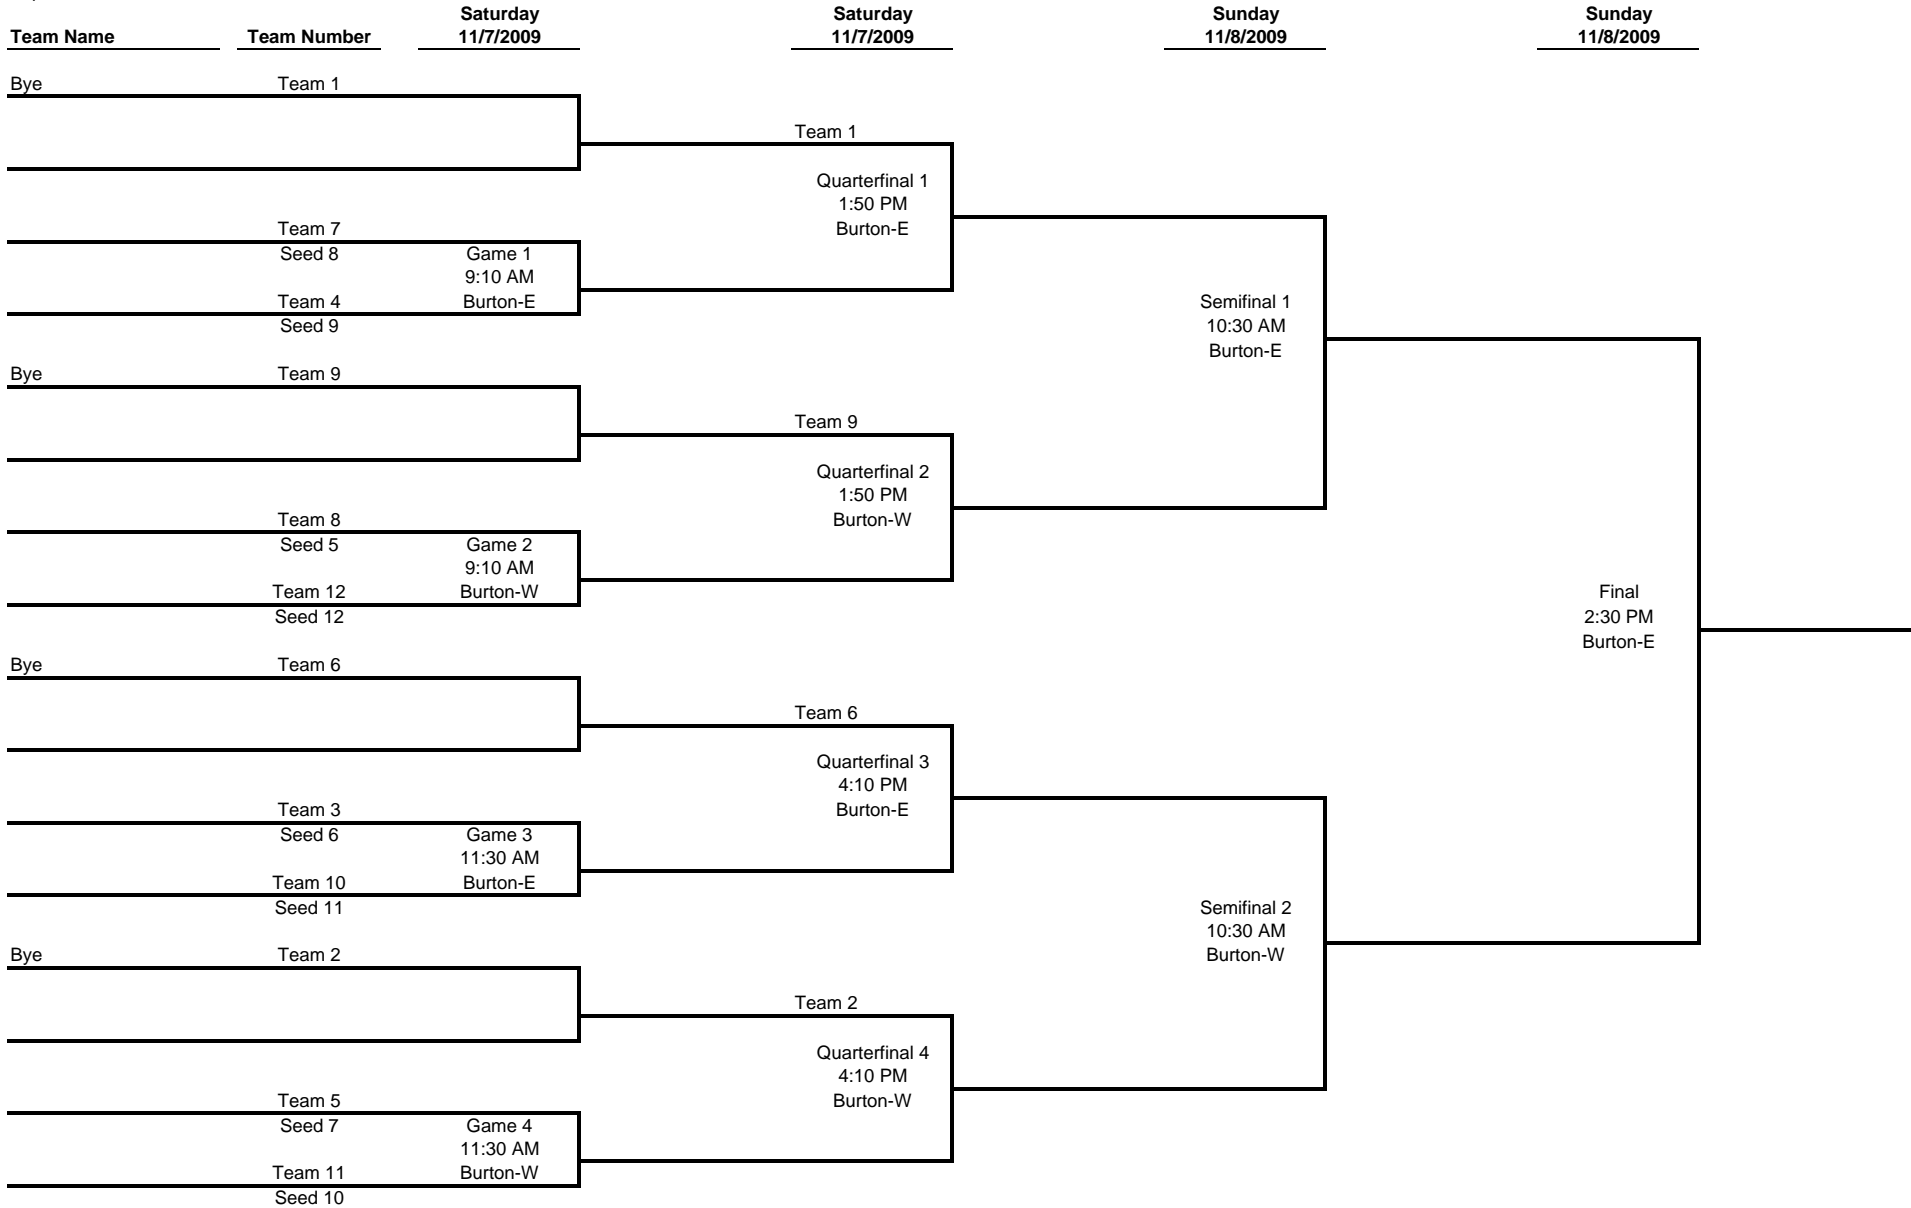 Saturday Saturday Sunday Sunday
Team Name Team Number 11/7/2009 11/7/2009 11/8/2009 11/8/2009
Bye Team 1
Team 1
Quarterfinal 1
1:50 PM
Team 7 Burton-E
Seed 8 Game 1
9:10 AM
Team 4 Burton-E Semifinal 1
Seed 9 10:30 AM
Burton-E
Bye Team 9
Team 9
Quarterfinal 2
1:50 PM
Team 8 Burton-W
Seed 5 Game 2
9:10 AM
Team 12 Burton-W Final
Seed 12 2:30 PM
Burton-E
Bye Team 6
Team 6
Quarterfinal 3
4:10 PM
Team 3 Burton-E
Seed 6 Game 3
11:30 AM
Team 10 Burton-E
Seed 11 Semifinal 2
10:30 AM
Bye Team 2 Burton-W
Team 2
Quarterfinal 4
4:10 PM
Team 5 Burton-W
Seed 7 Game 4
11:30 AM
Team 11 Burton-W
Seed 10